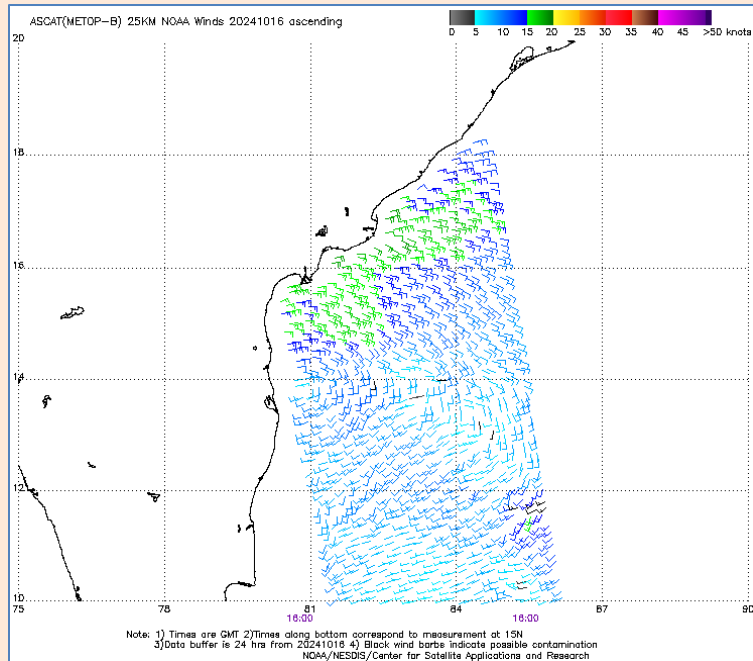 ASCAT(METOP-B) 25KM NOAA Winds 20241016 ascending
0 5 10 15 20 25 30 35 40 45 >50 knots
20
18
16
14
12
10
75 78 81 84 87 90
16:00 16:00
Note: 1) Times are GMT 2)Times along bottom correspond to measurement at 15N
3)Data buffer is 24 hrs from 20241016 4) Black wind barbs indicate possible contamination
NOAA/NESDIS/Center for Satellite Applications and Research